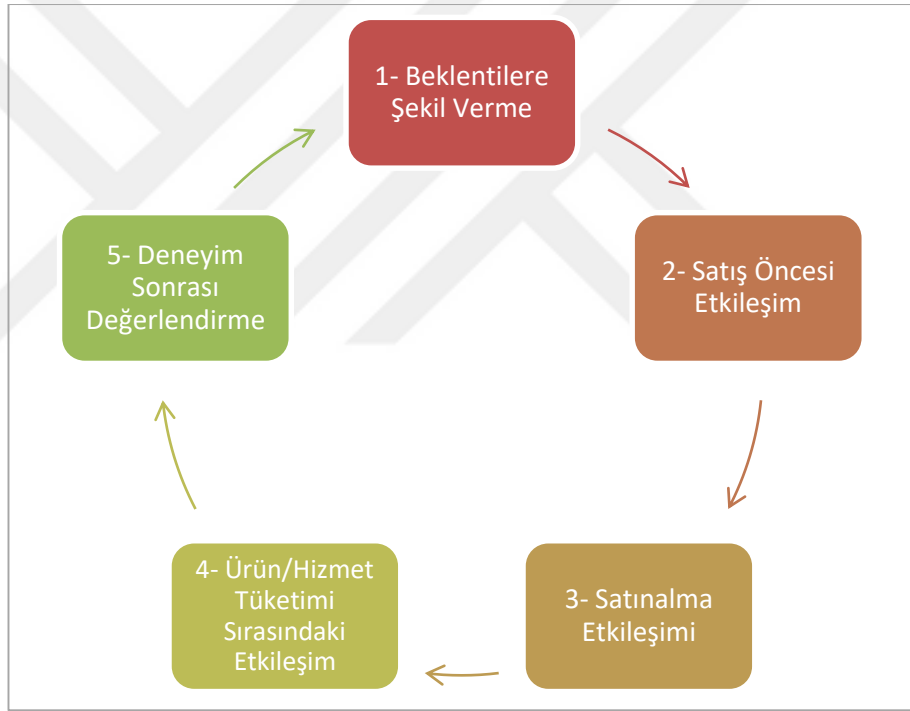 1- Beklentilere
Şekil Verme
2- Satış Öncesi
Etkileşim
3- Satınalma
Etkileşimi
4- Ürün/Hizmet
Tüketimi
Sırasındaki
Etkileşim
5- Deneyim
Sonrası
Değerlendirme